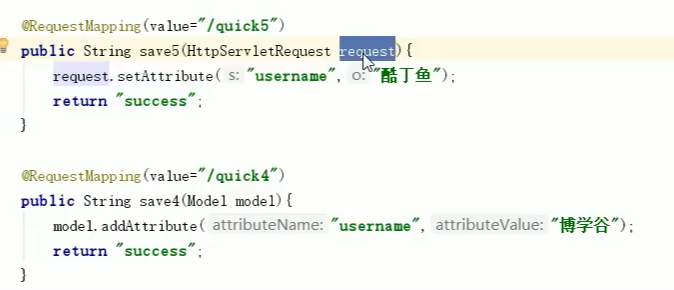 @RequestMapping(value="/quick5")
public String save5(HttpServletRequest request){
request.setAttribute( s: "username", o: "酷丁鱼");
return "success";
}
@RequestMapping(value="/quick4")
public String save4(Model model){
model.addAttribute( attributeName: "username", attributeValue: "博学谷");
return "success";
}